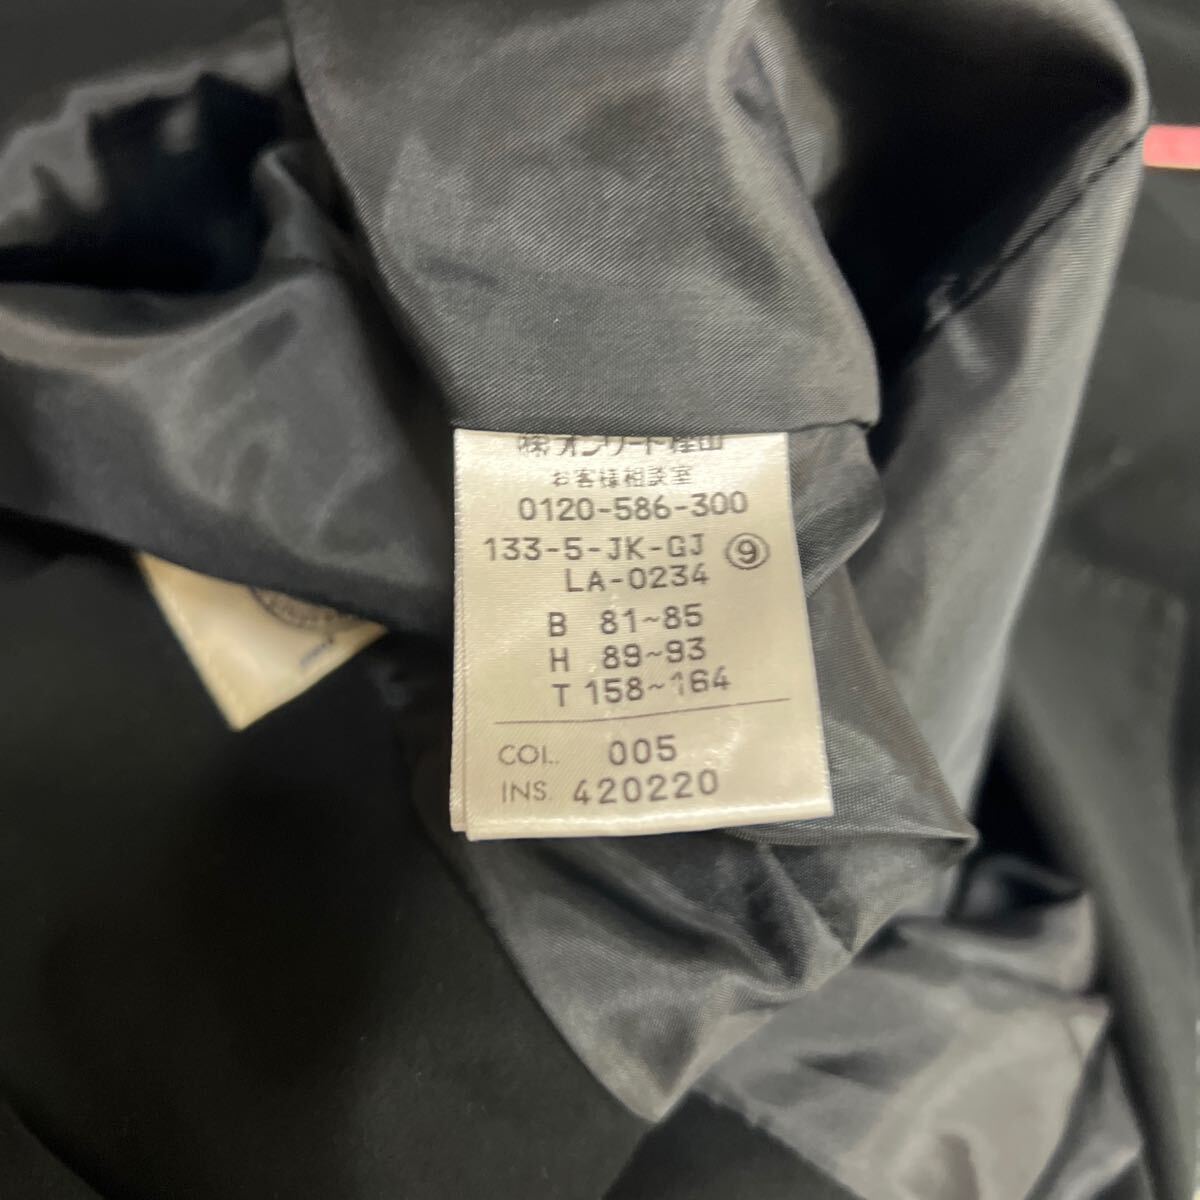 ㈱オンワード樫山
お客様相談室
0120-586-300
133-5-JK-GJ ⑨
LA-0234
B 81~85
H 89~93
T 158~164
COL. 005
INS. 420220